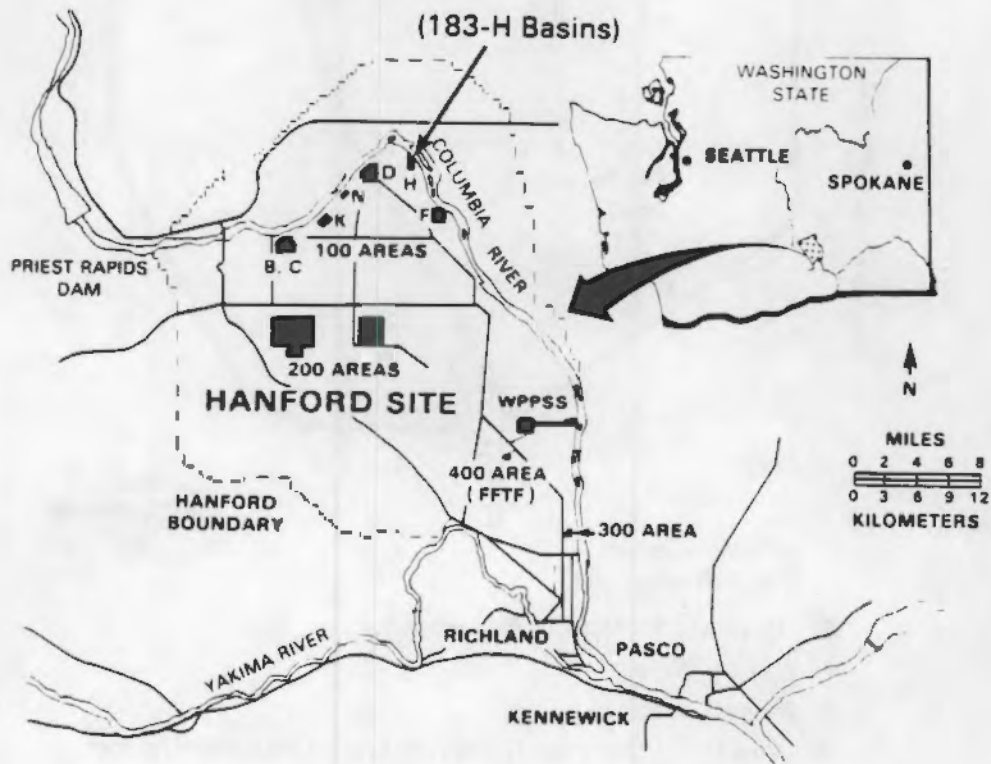 (183-H Basins)
WASHINGTON
STATE
SEATTLE
SPOKANE
COLUMBIA
RIVER
D
H
N
K
F
B, C
100 AREAS
PRIEST RAPIDS
DAM
200 AREAS
HANFORD SITE
N
WPPSS
MILES
0 2 4 6 8
0 3 6 9 12
KILOMETERS
400 AREA
(FFTF)
HANFORD
BOUNDARY
300 AREA
RICHLAND
PASCO
YAKIMA RIVER
KENNEWICK